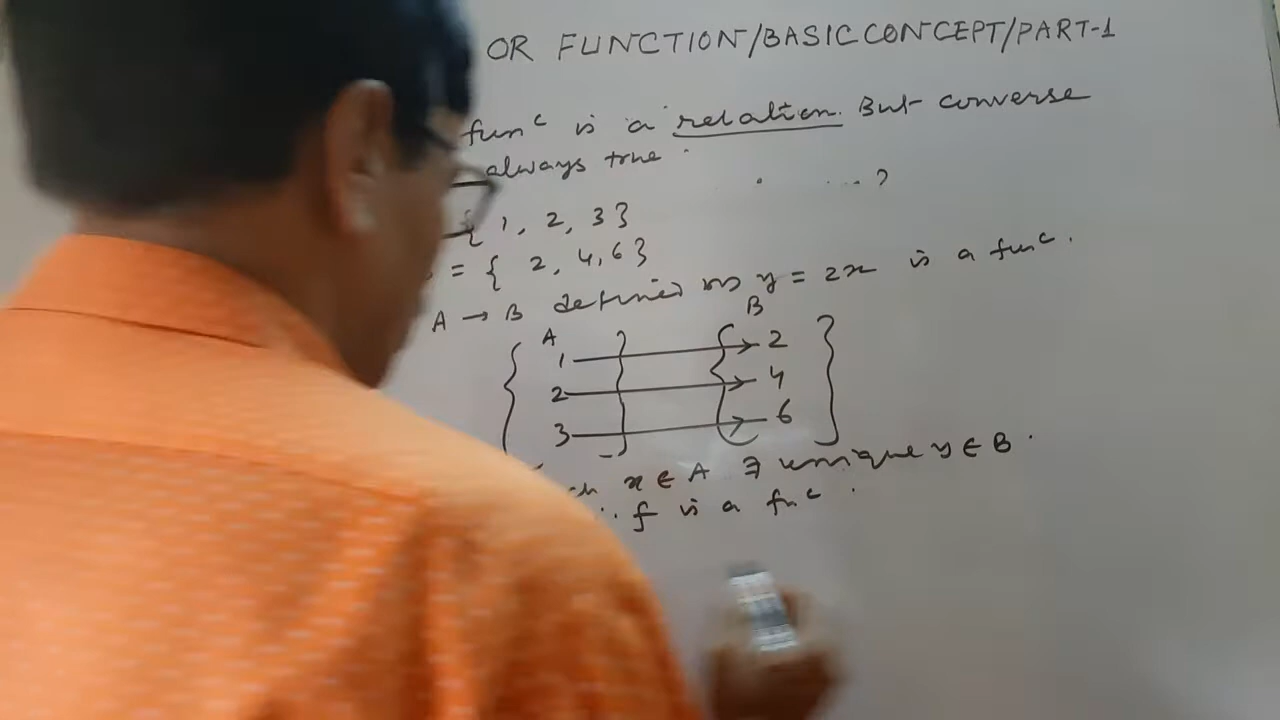 OR FUNCTION/BASIC CONCEPT/PART-1
func is a relation. But converse
always true.
{ 1, 2, 3 }
= { 2, 4, 6 }
A → B defined as y = 2x is a func.
A B
1 2
2 4
3 6
x ∈ A ∃ unique y ∈ B.
∴ f is a func.